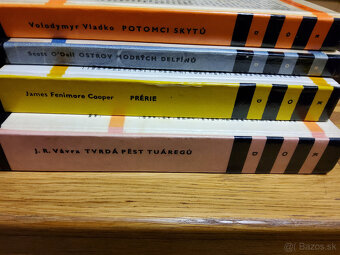 Volodymyr Vladko POTOMCI SKYTŮ
K O D
Scott O'Dell OSTROV MODRÝCH DELFÍNŮ
K O D
James Fenimore Cooper PRÉRIE
K O D
J. R. Vávra TVRDÁ PĚST TUÁREGŮ
K O D
© Bazos.sk